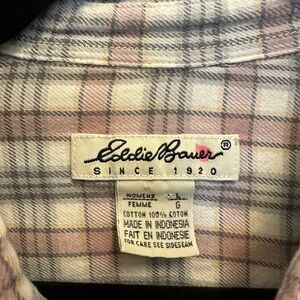 Eddie Bauer®
SINCE 1920
WOMENS L
FEMME G
COTTON 100% COTON
MADE IN INDONESIA
FAIT EN INDONESIE
FOR CARE SEE SIDESEAM